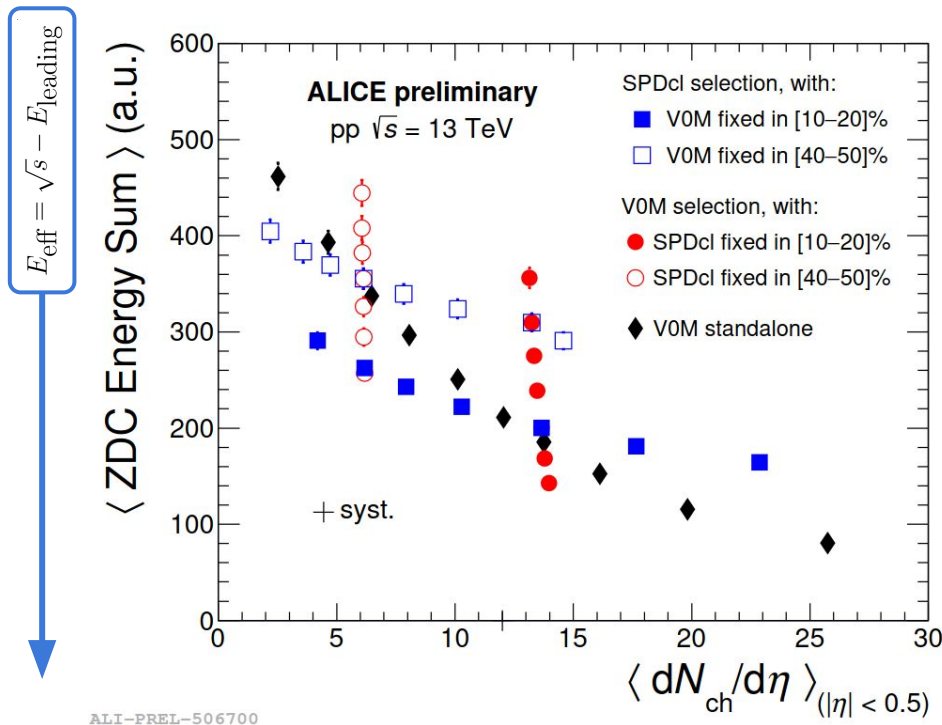 E_eff = √s − E_leading
⟨ ZDC Energy Sum ⟩ (a.u.)
600
500
400
300
200
100
0
ALICE preliminary
pp √s = 13 TeV
SPDcl selection, with:
V0M fixed in [10–20]%
V0M fixed in [40–50]%
V0M selection, with:
SPDcl fixed in [10–20]%
SPDcl fixed in [40–50]%
V0M standalone
+ syst.
0 5 10 15 20 25 30
⟨ dN_ch/dη ⟩_(|η| < 0.5)
ALI-PREL-506700